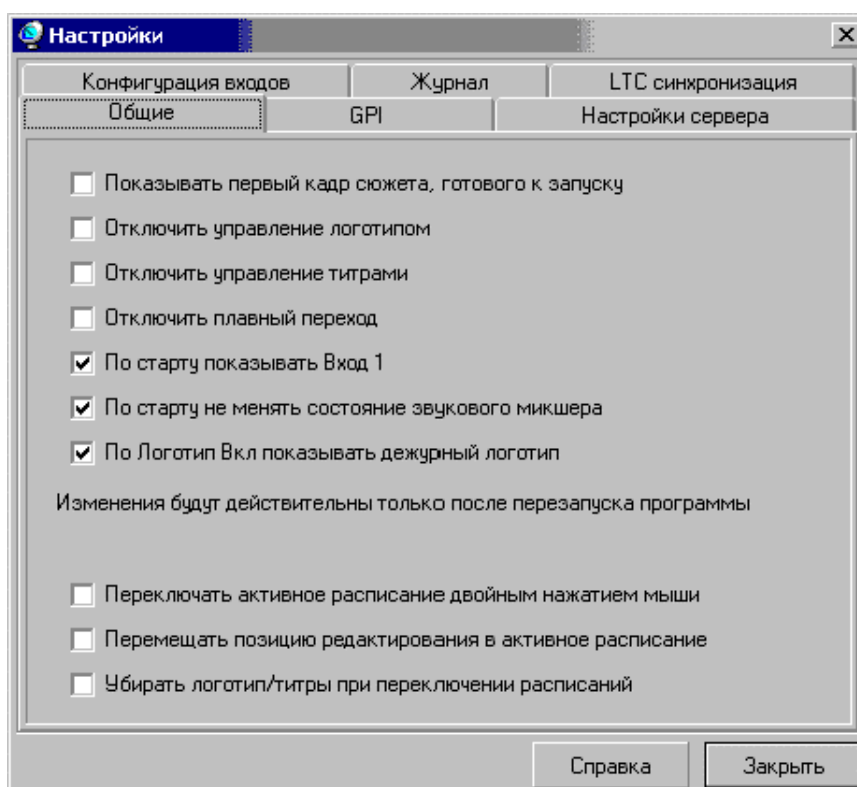 Настройки
Конфигурация входов Журнал LTC синхронизация
Общие GPI Настройки сервера
Показывать первый кадр сюжета, готового к запуску
Отключить управление логотипом
Отключить управление титрами
Отключить плавный переход
По старту показывать Вход 1
По старту не менять состояние звукового микшера
По Логотип Вкл показывать дежурный логотип
Изменения будут действительны только после перезапуска программы
Переключать активное расписание двойным нажатием мыши
Перемещать позицию редактирования в активное расписание
Убирать логотип/титры при переключении расписаний
Справка Закрыть